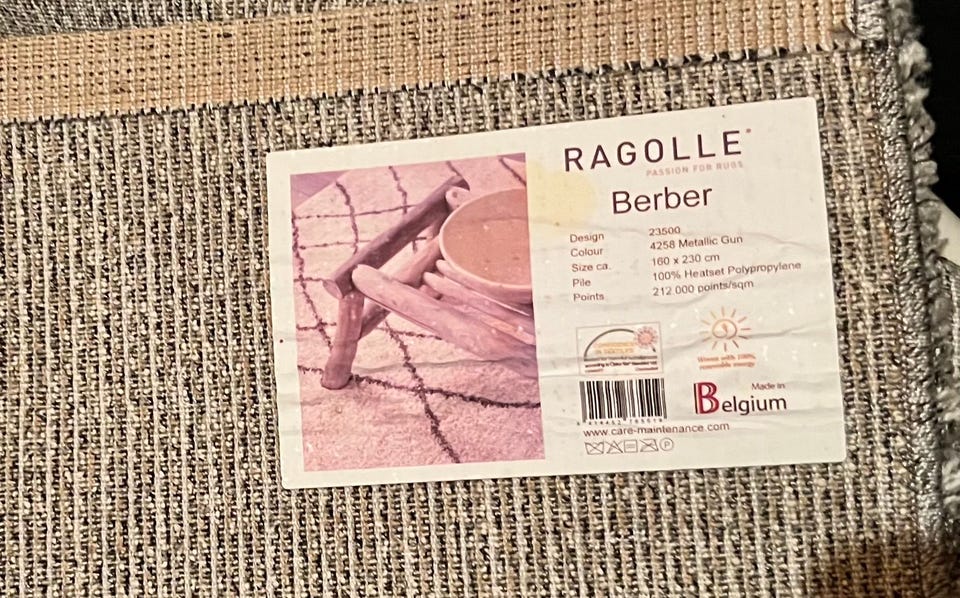 RAGOLLE
PASSION FOR RUGS
Berber
Design 23500
Colour 4258 Metallic Gun
Size ca. 160 x 230 cm
Pile 100% Heatset Polypropylene
Points 212 000 points/sqm
Woven with 100%
renewable energy
Made in
Belgium
www.care-maintenance.com
P